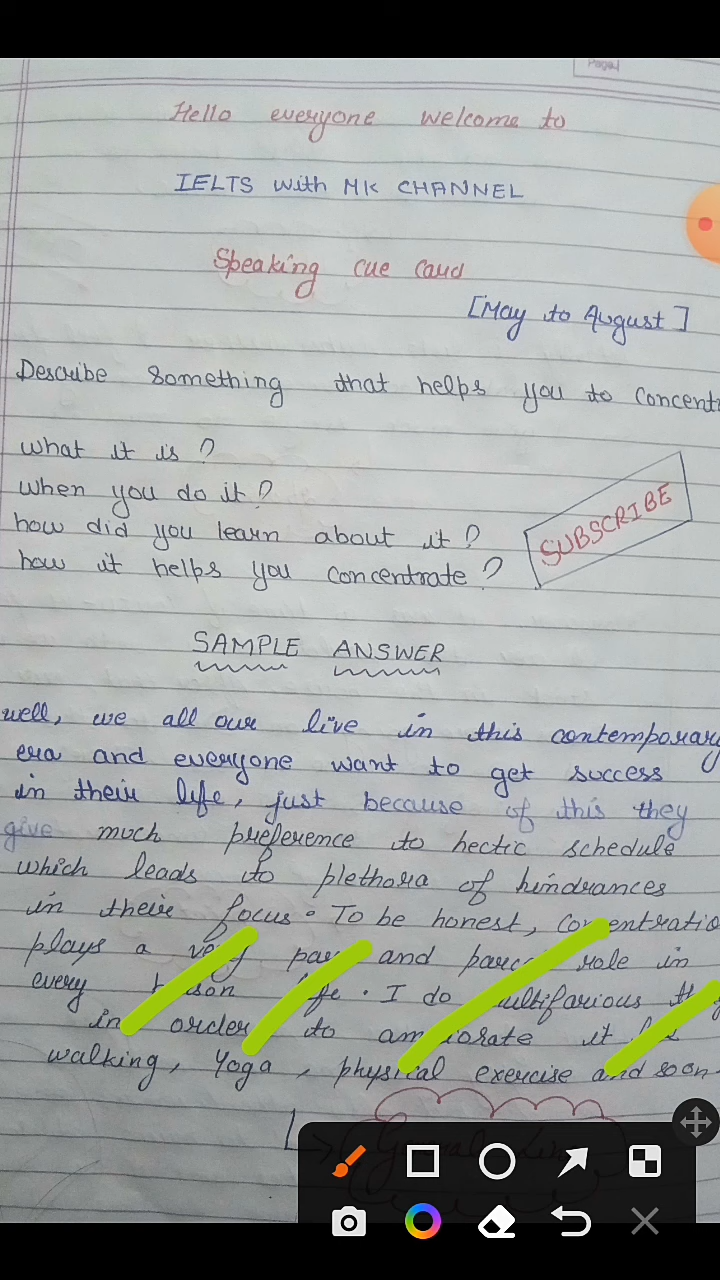 Page
Hello everyone welcome to
IELTS with MK CHANNEL
Speaking cue card
[May to August]
Describe something that helps you to concent
what it is?
when you do it?
how did you learn about it?
how it helps you concentrate?
SUBSCRIBE
SAMPLE ANSWER
well, we all our live in this contemporary
era and everyone want to get success
in their life, just because of this they
give much preference to hectic schedule
which leads to plethora of hindrances
in their focus. To be honest,
plays a and role in
every . I do
in order to it
walking, Yoga, physical exercise and soon